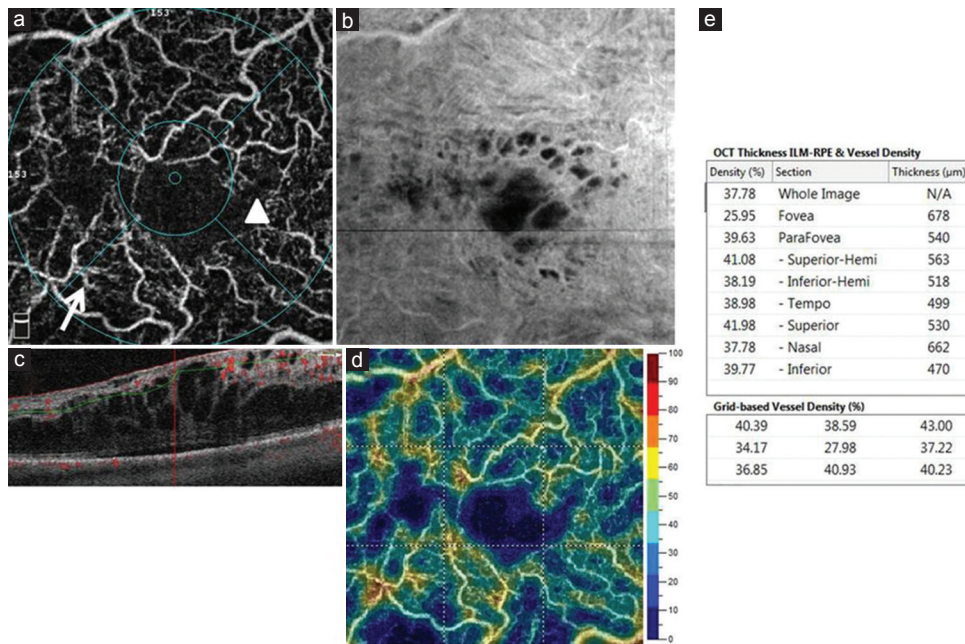 a
153
153
b
c
d
100
90
80
70
60
50
40
30
20
10
0
e
OCT Thickness ILM-RPE & Vessel Density
Density (%) Section Thickness (µm)
37.78 Whole Image N/A
25.95 Fovea 678
39.63 ParaFovea 540
41.08 - Superior-Hemi 563
38.19 - Inferior-Hemi 518
38.98 - Tempo 499
41.98 - Superior 530
37.78 - Nasal 662
39.77 - Inferior 470
Grid-based Vessel Density (%)
40.39 38.59 43.00
34.17 27.98 37.22
36.85 40.93 40.23